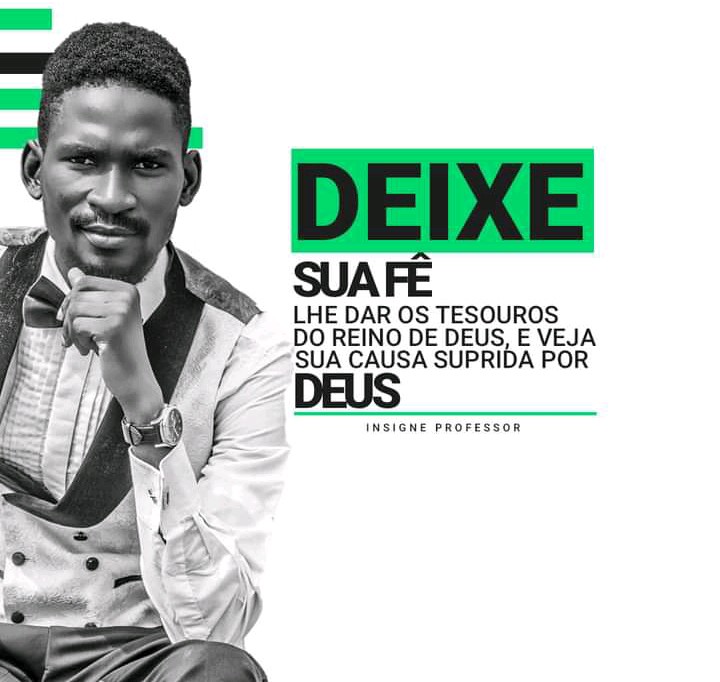 DEIXE
SUA FÊ
LHE DAR OS TESOUROS
DO REINO DE DEUS, E VEJA
SUA CAUSA SUPRIDA POR
DEUS
INSIGNE PROFESSOR